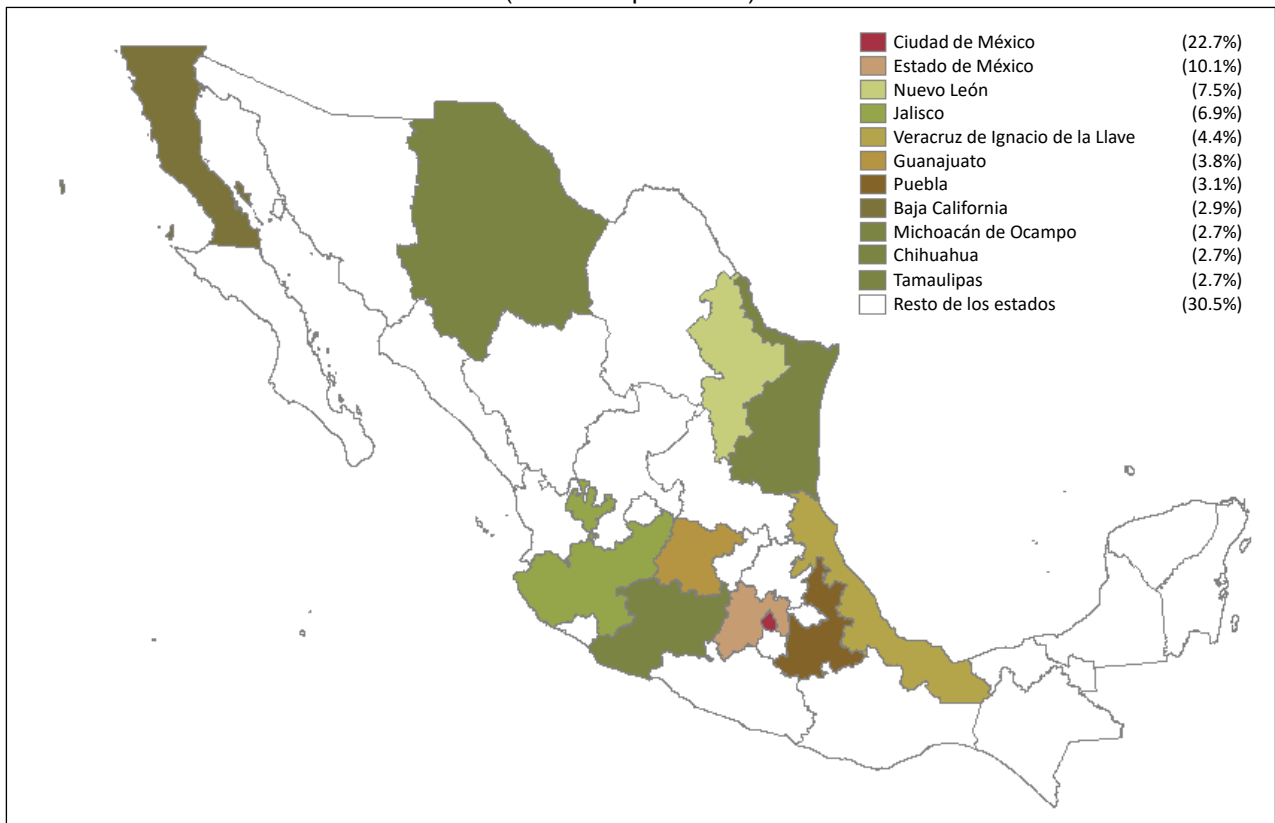 Ciudad de México (22.7%)
Estado de México (10.1%)
Nuevo León (7.5%)
Jalisco (6.9%)
Veracruz de Ignacio de la Llave (4.4%)
Guanajuato (3.8%)
Puebla (3.1%)
Baja California (2.9%)
Michoacán de Ocampo (2.7%)
Chihuahua (2.7%)
Tamaulipas (2.7%)
Resto de los estados (30.5%)